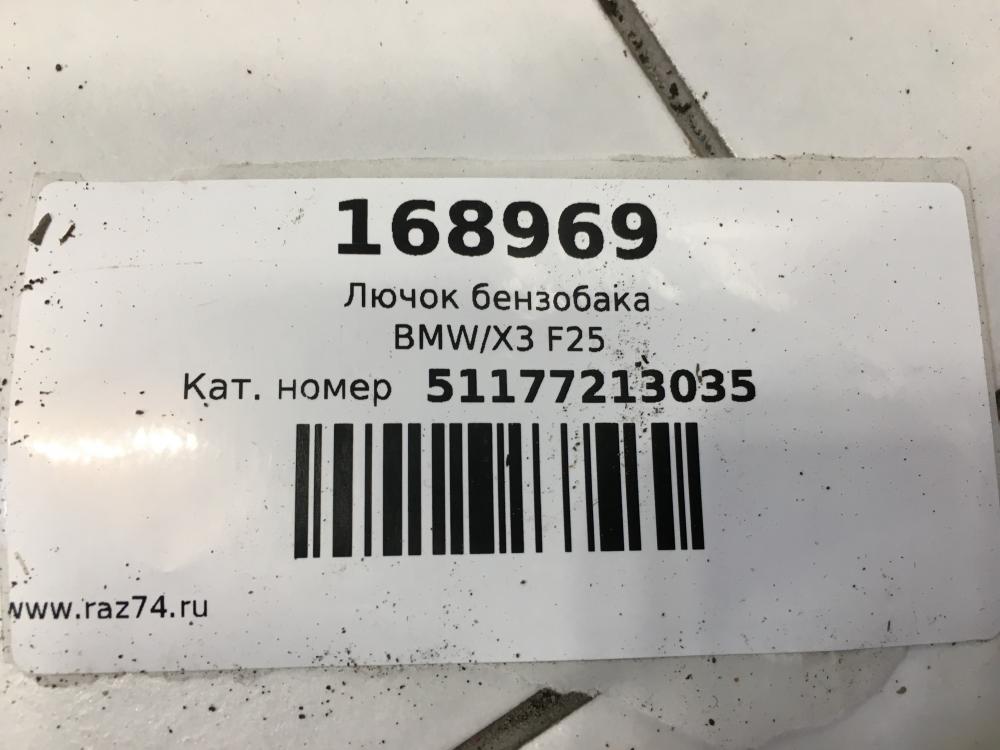 168969
Лючок бензобака
BMW/X3 F25
Кат. номер 51177213035
www.raz74.ru